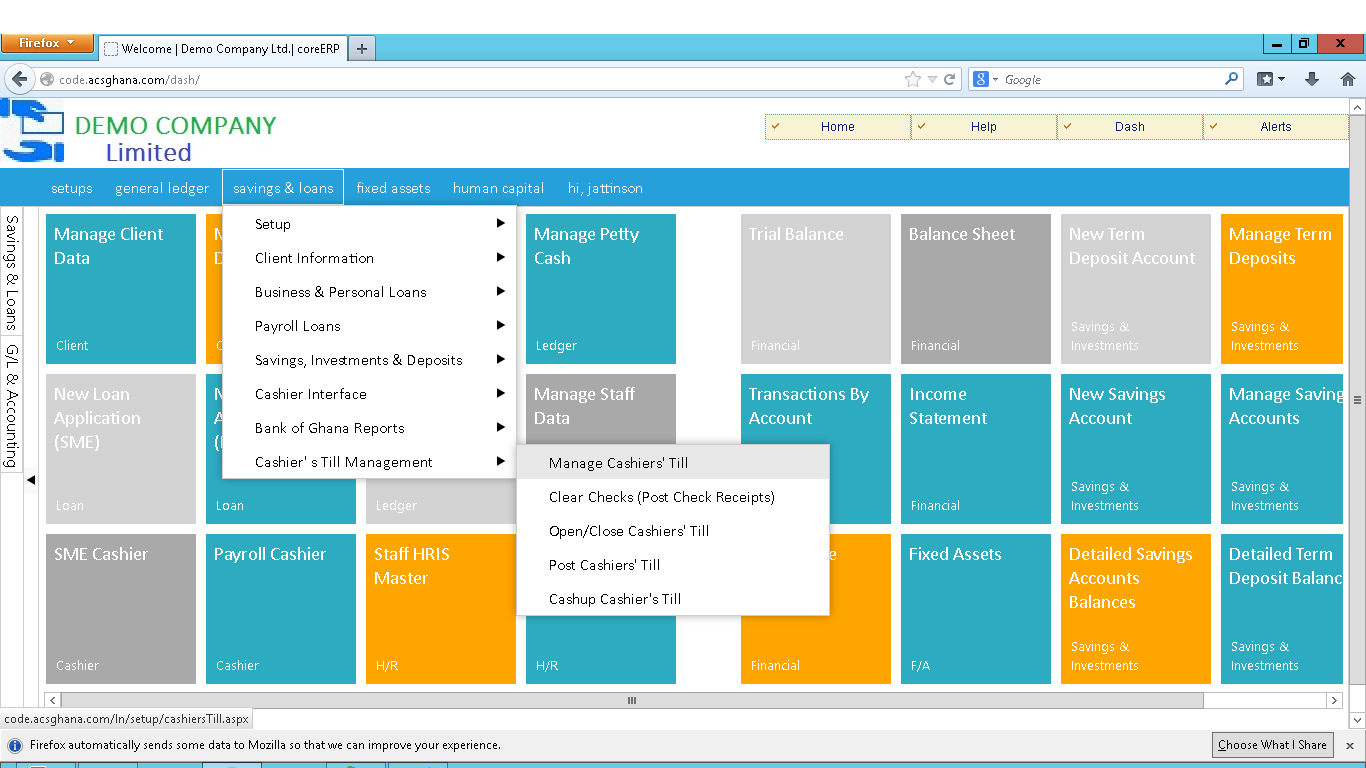 Firefox
Welcome | Demo Company Ltd.| coreERP
code.acsghana.com/dash/
Google
DEMO COMPANY
Limited
Home
Help
Dash
Alerts
setups
general ledger
savings & loans
fixed assets
human capital
hi, jattinson
Savings & Loans
G/L & Accounting
Setup
Client Information
Business & Personal Loans
Payroll Loans
Savings, Investments & Deposits
Cashier Interface
Bank of Ghana Reports
Cashier' s Till Management
Manage Cashiers' Till
Clear Checks (Post Check Receipts)
Open/Close Cashiers' Till
Post Cashiers' Till
Cashup Cashier's Till
Manage Client
Data
Client
Manage Petty
Cash
Ledger
Trial Balance
Financial
Balance Sheet
Financial
New Term
Deposit Account
Savings &
Investments
Manage Term
Deposits
Savings &
Investments
New Loan
Application
(SME)
Loan
Loan
Ledger
Manage Staff
Data
Transactions By
Account
Income
Statement
Financial
New Savings
Account
Savings &
Investments
Manage Saving
Accounts
Savings &
Investments
SME Cashier
Cashier
Payroll Cashier
Cashier
Staff HRIS
Master
H/R
H/R
Financial
Fixed Assets
F/A
Detailed Savings
Accounts
Balances
Savings &
Investments
Detailed Term
Deposit Balanc
Savings &
Investments
code.acsghana.com/ln/setup/cashiersTill.aspx
Firefox automatically sends some data to Mozilla so that we can improve your experience.
Choose What I Share